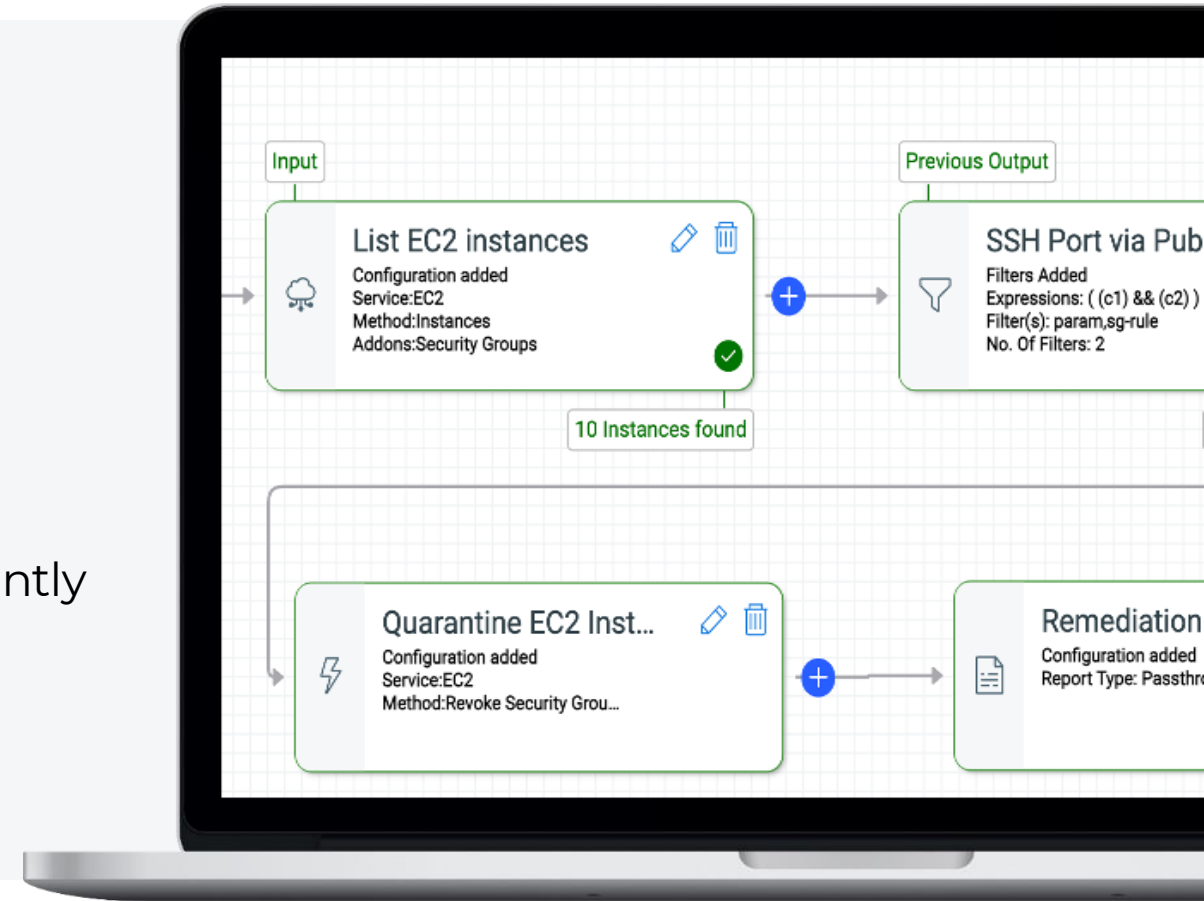 Input
Previous Output
List EC2 instances
Configuration added
Service:EC2
Method:Instances
Addons:Security Groups
SSH Port via Pub
Filters Added
Expressions: ( (c1) && (c2) )
Filter(s): param,sg-rule
No. Of Filters: 2
10 Instances found
ntly
Quarantine EC2 Inst...
Configuration added
Service:EC2
Method:Revoke Security Grou...
Remediation
Configuration added
Report Type: Passthro